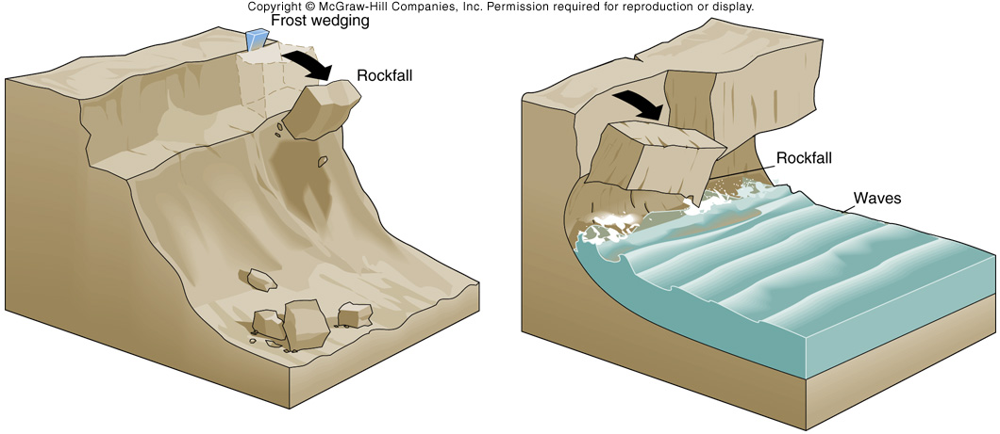 Copyright © McGraw-Hill Companies, Inc. Permission required for reproduction or display.
Frost wedging
Rockfall
Rockfall
Waves